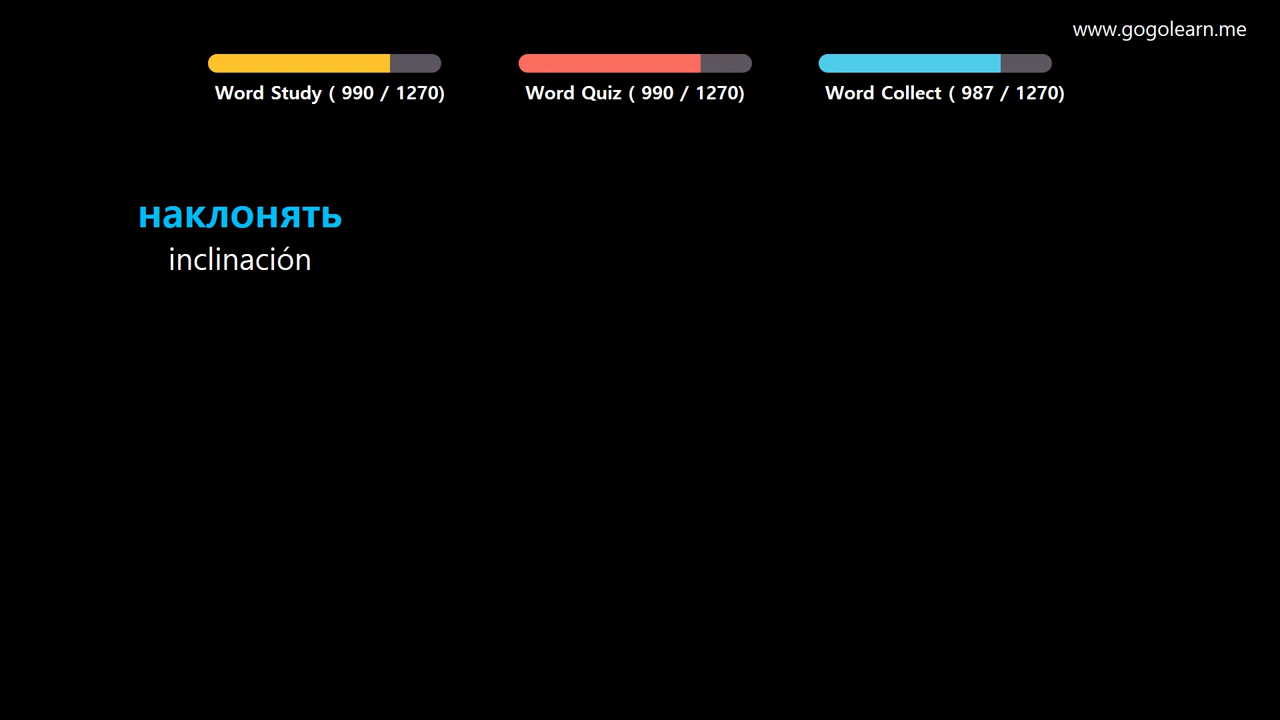 www.gogolearn.me
Word Study ( 990 / 1270)
Word Quiz ( 990 / 1270)
Word Collect ( 987 / 1270)
наклонять
inclinación